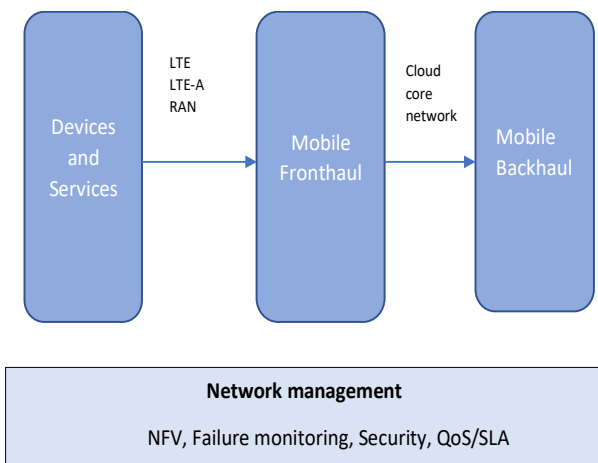 Devices
and
Services
LTE
LTE-A
RAN
Mobile
Fronthaul
Cloud
core
network
Mobile
Backhaul
Network management
NFV, Failure monitoring, Security, QoS/SLA